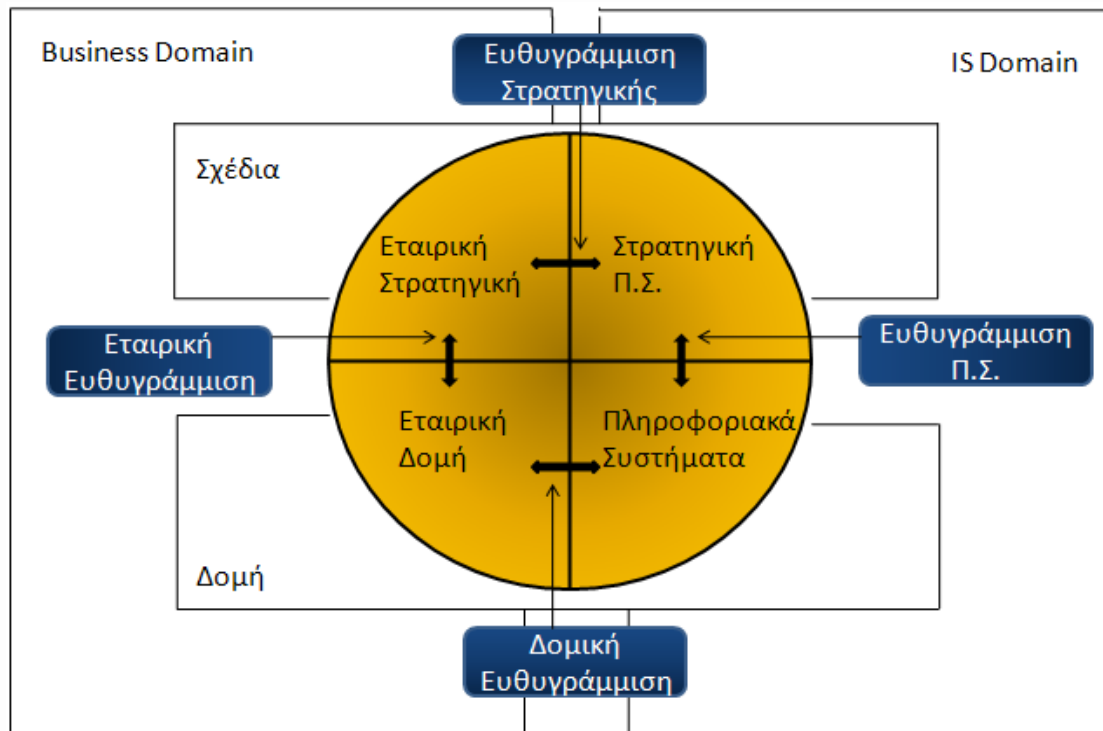 Business Domain
Ευθυγράμμιση
Στρατηγικής
IS Domain
Σχέδια
Εταιρική
Στρατηγική
Στρατηγική
Π.Σ.
Εταιρική
Ευθυγράμμιση
Ευθυγράμμιση
Π.Σ.
Εταιρική
Δομή
Πληροφοριακά
Συστήματα
Δομή
Δομική
Ευθυγράμμιση